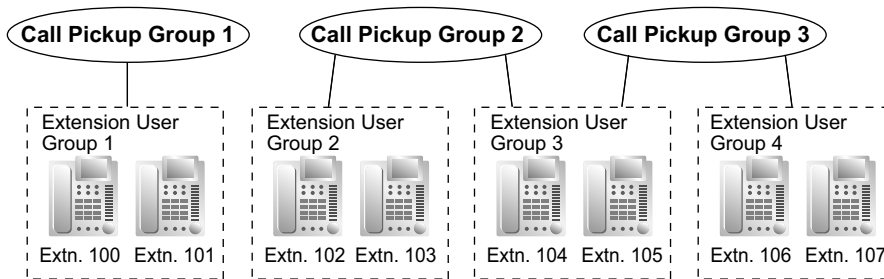 Call Pickup Group 1
Call Pickup Group 2
Call Pickup Group 3
Extension User
Group 1
Extn. 100 Extn. 101
Extension User
Group 2
Extn. 102 Extn. 103
Extension User
Group 3
Extn. 104 Extn. 105
Extension User
Group 4
Extn. 106 Extn. 107